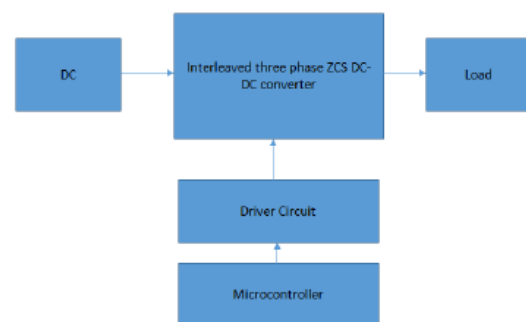 DC
Interleaved three phase ZCS DC-
DC converter
Load
Driver Circuit
Microcontroller